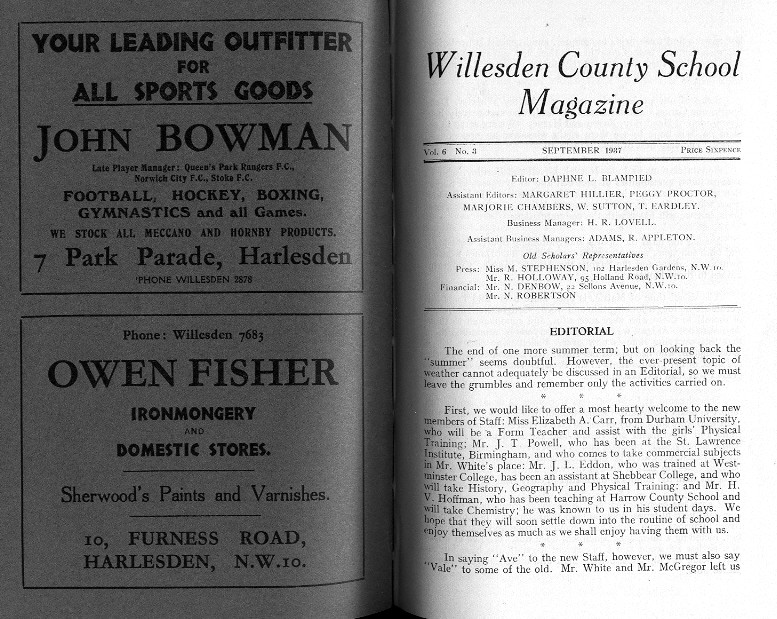 YOUR LEADING OUTFITTER
FOR
ALL SPORTS GOODS
JOHN BOWMAN
Late Player Manager: Queen's Park Rangers F.C.,
Norwich City F.C., Stoke F.C.
FOOTBALL, HOCKEY, BOXING,
GYMNASTICS and all Games.
WE STOCK ALL MECCANO AND HORNBY PRODUCTS.
7 Park Parade, Harlesden
'PHONE WILLESDEN 2878
Phone: Willesden 7683
OWEN FISHER
IRONMONGERY
AND
DOMESTIC STORES.
Sherwood's Paints and Varnishes.
10, FURNESS ROAD,
HARLESDEN, N.W.10.
Willesden County School
Magazine
Vol. 6 No. 3 SEPTEMBER 1937 PRICE SIXPENCE
Editor: DAPHNE L. BLAMPIED
Assistant Editors: MARGARET HILLIER, PEGGY PROCTOR,
MARJORIE CHAMBERS, W. SUTTON, T. EARDLEY.
Business Manager: H. R. LOVELL.
Assistant Business Managers: ADAMS, R. APPLETON.
Old Scholars' Representatives
Press: Miss M. STEPHENSON, 102 Harlesden Gardens, N.W.10.
Mr. R. HOLLOWAY, 95 Holland Road, N.W.10.
Financial: Mr. N. DENBOW, 22 Sellons Avenue, N.W.10.
Mr. N. ROBERTSON
EDITORIAL
The end of one more summer term; but on looking back the
"summer" seems doubtful. However, the ever-present topic of
weather cannot adequately be discussed in an Editorial, so we must
leave the grumbles and remember only the activities carried on.
* * *
First, we would like to offer a most hearty welcome to the new
members of Staff: Miss Elizabeth A. Carr, from Durham University,
who will be a Form Teacher and assist with the girls' Physical
Training; Mr. J. T. Powell, who has been at the St. Lawrence
Institute, Birmingham, and who comes to take commercial subjects
in Mr. White's place: Mr. J. L. Eddon, who was trained at West-
minster College, has been an assistant at Shebbear College, and who
will take History, Geography and Physical Training: and Mr. H.
V. Hoffman, who has been teaching at Harrow County School and
will take Chemistry; he was known to us in his student days. We
hope that they will soon settle down into the routine of school and
enjoy themselves as much as we shall enjoy having them with us.
* * *
In saying "Ave" to the new Staff, however, we must also say
"Vale" to some of the old. Mr. White and Mr. McGregor left us